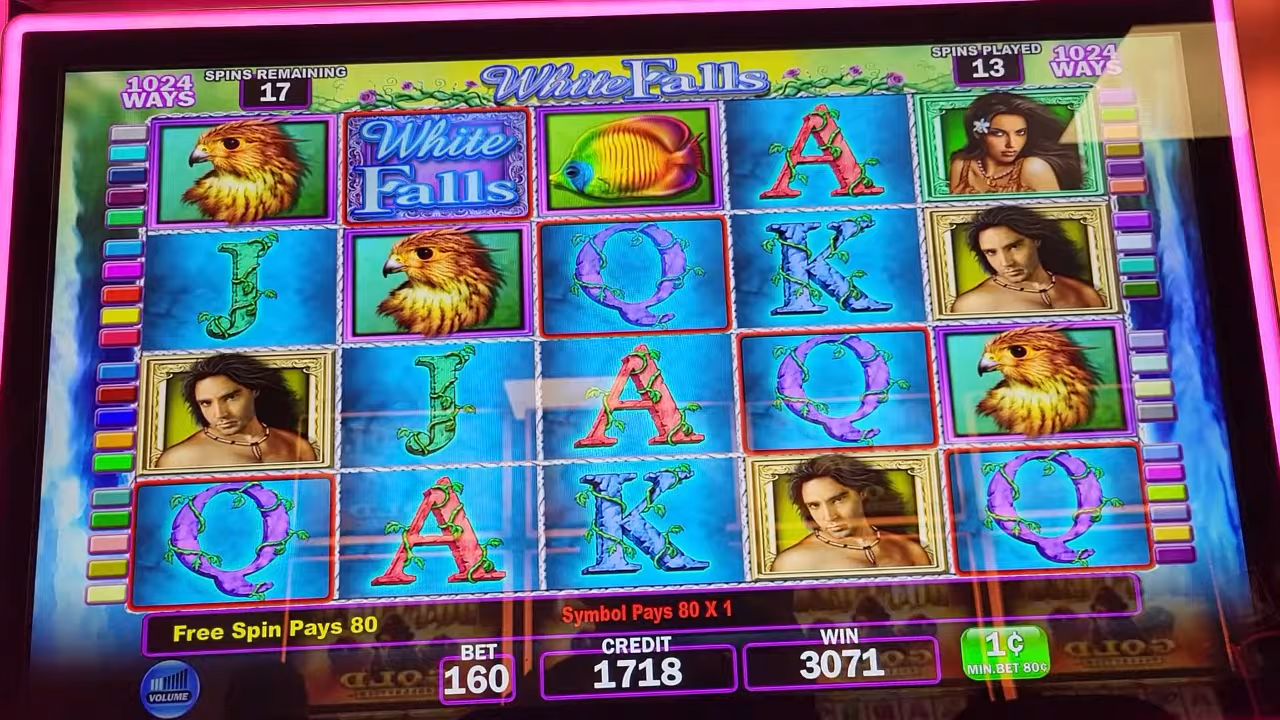 1024 WAYS
SPINS REMAINING
17
White Falls
SPINS PLAYED
13
1024 WAYS
White
Falls
A
J
Q
K
J
A
Q
Q
A
K
Q
Free Spin Pays 80
Symbol Pays 80 X 1
VOLUME
BET
160
CREDIT
1718
WIN
3071
1¢
MIN.BET 80¢
GOLD